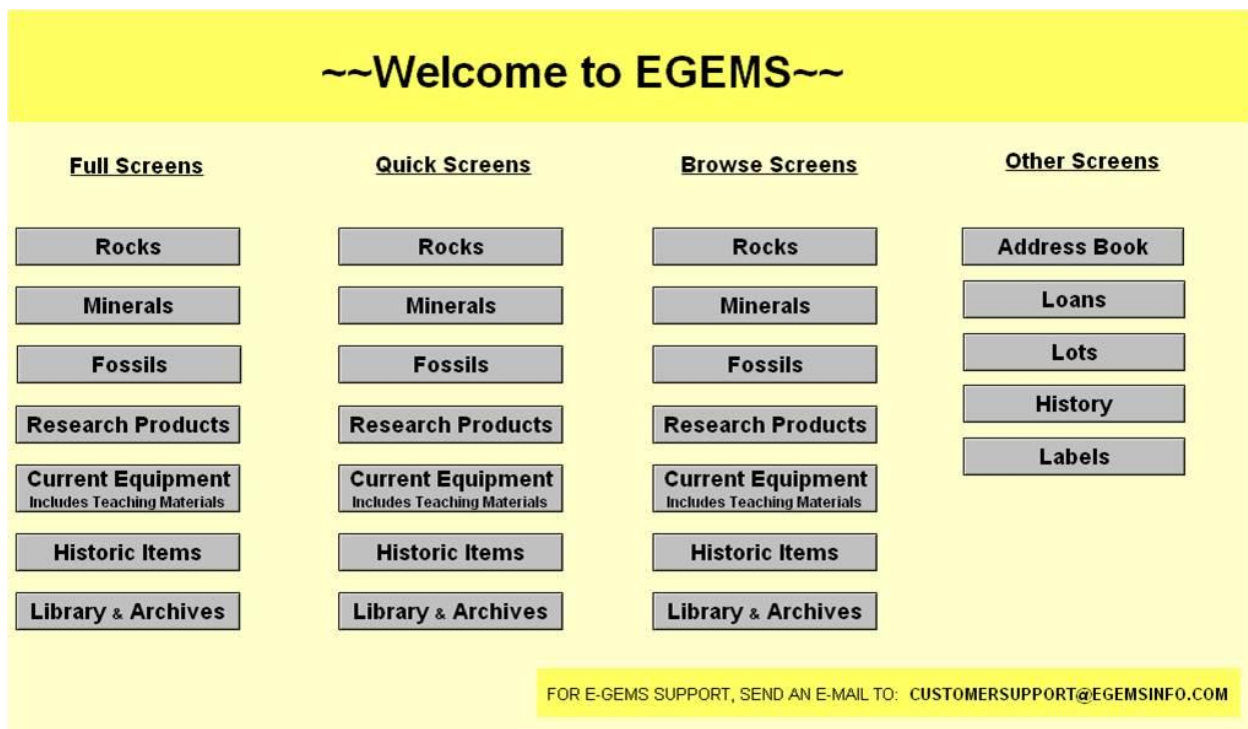 ~~Welcome to EGEMS~~
Full Screens
Rocks
Minerals
Fossils
Research Products
Current Equipment
Includes Teaching Materials
Historic Items
Library & Archives
Quick Screens
Rocks
Minerals
Fossils
Research Products
Current Equipment
Includes Teaching Materials
Historic Items
Library & Archives
Browse Screens
Rocks
Minerals
Fossils
Research Products
Current Equipment
Includes Teaching Materials
Historic Items
Library & Archives
Other Screens
Address Book
Loans
Lots
History
Labels
FOR E-GEMS SUPPORT, SEND AN E-MAIL TO: CUSTOMERSUPPORT@EGEMSINFO.COM